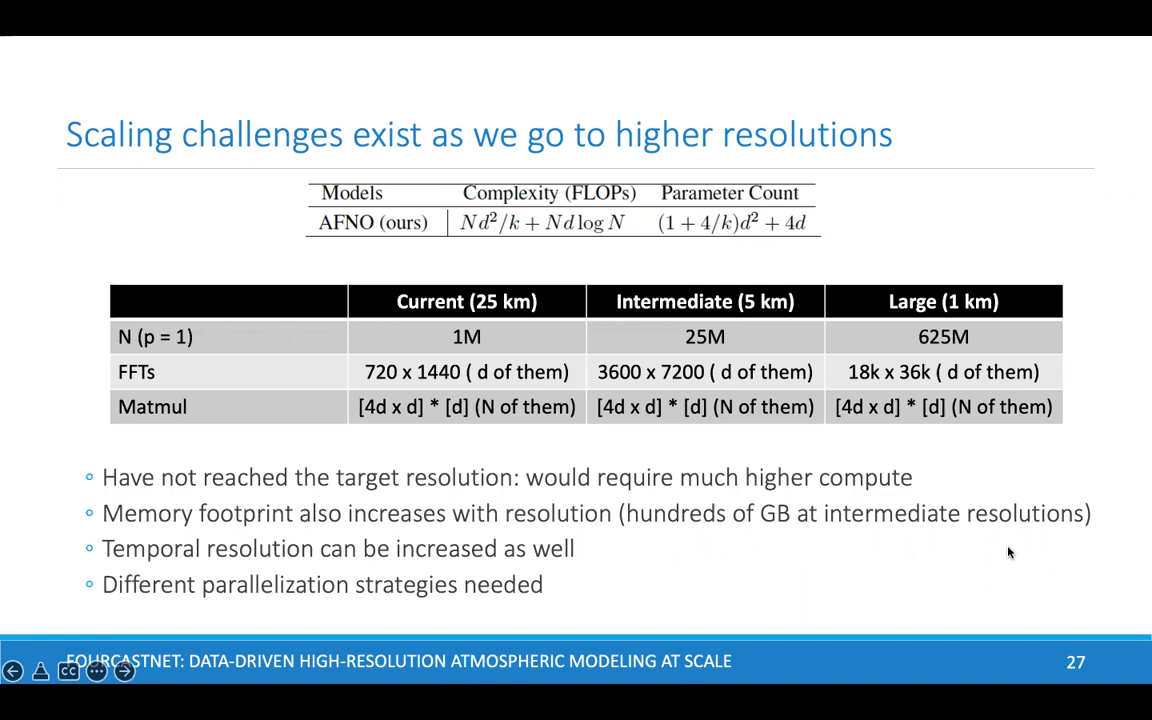 Scaling challenges exist as we go to higher resolutions
Models Complexity (FLOPs) Parameter Count
AFNO (ours) Nd²/k + Nd log N (1 + 4/k)d² + 4d
Current (25 km) Intermediate (5 km) Large (1 km)
N (p = 1) 1M 25M 625M
FFTs 720 x 1440 ( d of them) 3600 x 7200 ( d of them) 18k x 36k ( d of them)
Matmul [4d x d] * [d] (N of them) [4d x d] * [d] (N of them) [4d x d] * [d] (N of them)
◦ Have not reached the target resolution: would require much higher compute
◦ Memory footprint also increases with resolution (hundreds of GB at intermediate resolutions)
◦ Temporal resolution can be increased as well
◦ Different parallelization strategies needed
FOURCASTNET: DATA-DRIVEN HIGH-RESOLUTION ATMOSPHERIC MODELING AT SCALE 27
CC